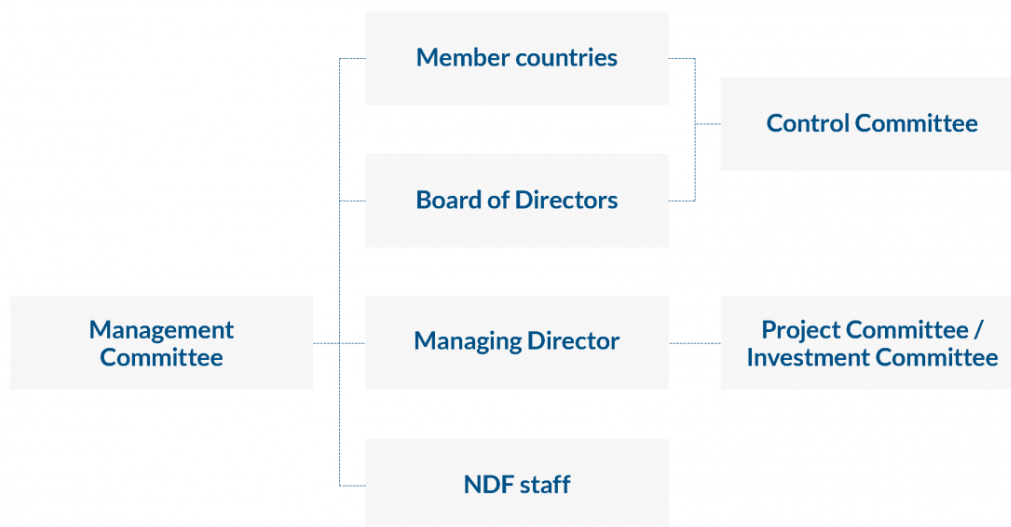 Member countries
Control Committee
Board of Directors
Management
Committee
Managing Director
Project Committee /
Investment Committee
NDF staff